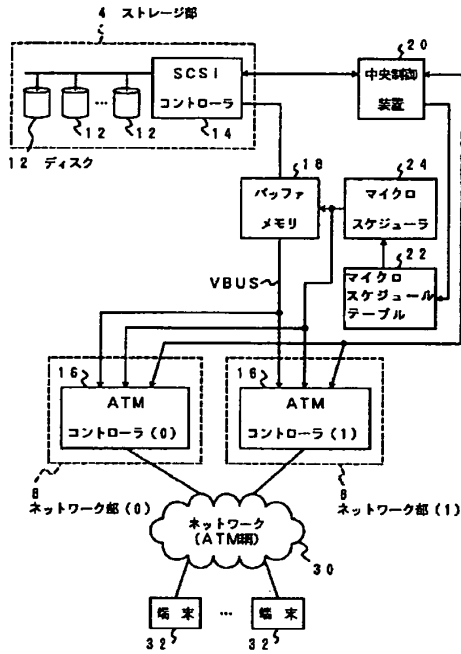 4 ストレージ部
SCSI
コントローラ
12
12
14
12 ディスク
20
中央制御
装置
18
バッファ
メモリ
24
マイクロ
スケジューラ
22
マイクロ
スケジュール
テーブル
VBUS
16
ATM
コントローラ(0)
16
ATM
コントローラ(1)
8
ネットワーク部(0)
8
ネットワーク部(1)
ネットワーク
(ATM網)
30
端末
…
端末
32
32